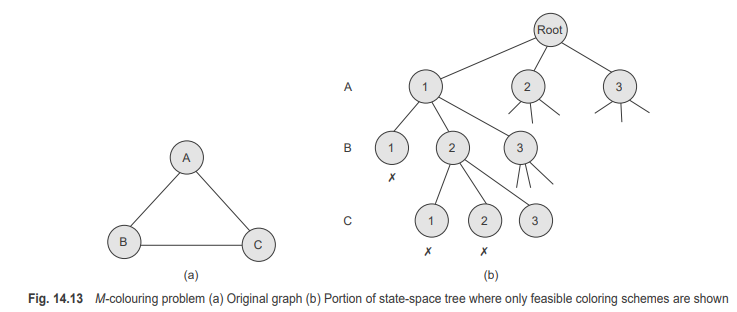 Root
A 1 2 3
B 1 2 3
✗
A
C 1 2 3
✗ ✗
B C
(a) (b)
Fig. 14.13 M-colouring problem (a) Original graph (b) Portion of state-space tree where only feasible coloring schemes are shown